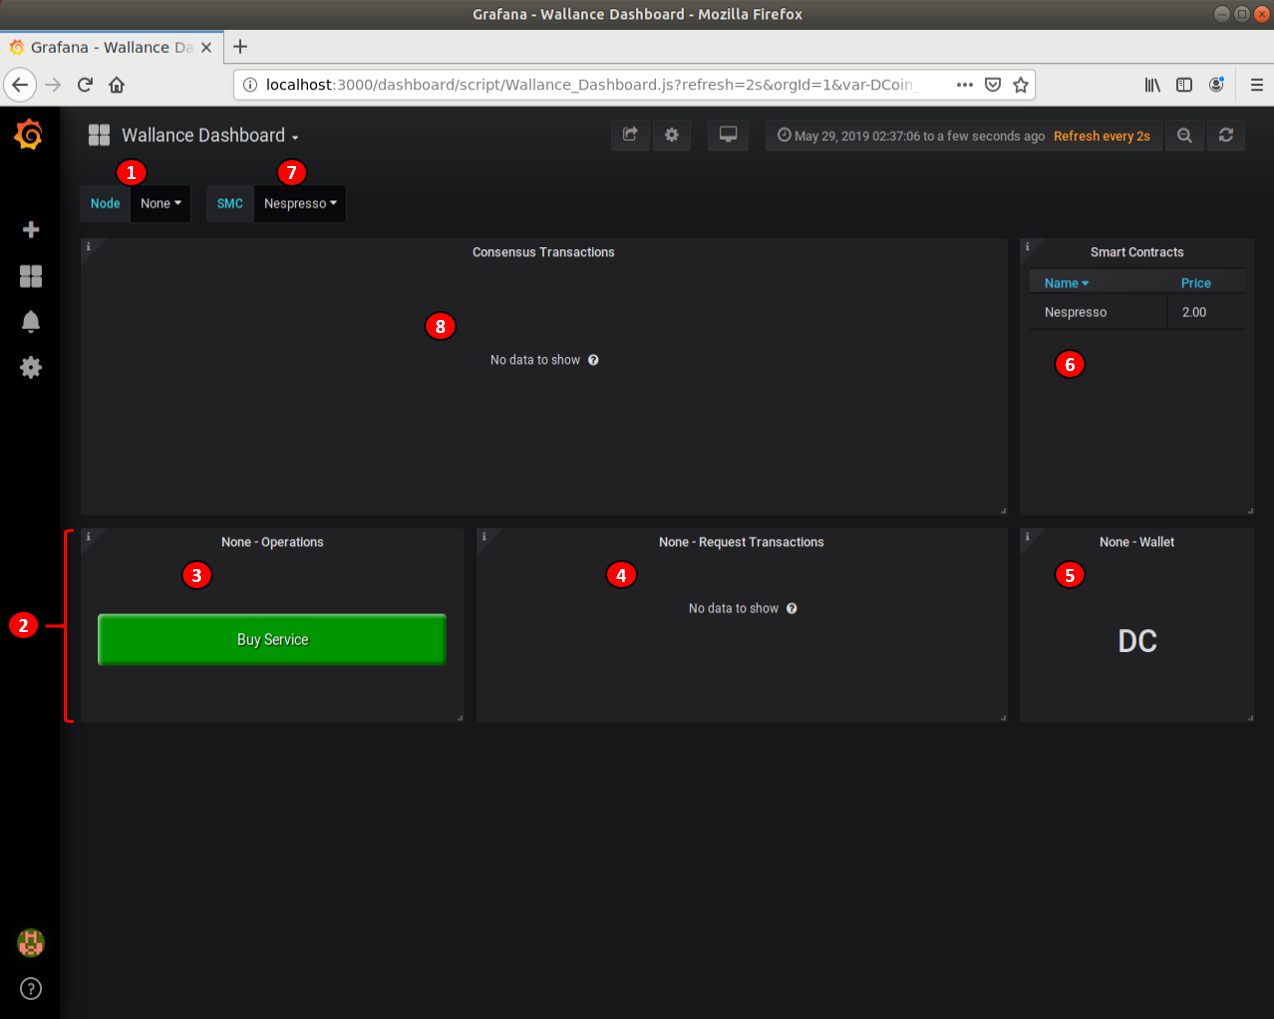 Grafana - Wallance Dashboard - Mozilla Firefox
Grafana - Wallance Da
localhost:3000/dashboard/script/Wallance_Dashboard.js?refresh=2s&orgId=1&var-DCoin_
Wallance Dashboard
May 29, 2019 02:37:06 to a few seconds ago Refresh every 2s
1 7
Node None SMC Nespresso
Consensus Transactions
8
No data to show ?
Smart Contracts
Name Price
Nespresso 2.00
6
2
None - Operations
3
Buy Service
None - Request Transactions
4
No data to show ?
None - Wallet
5
DC
?